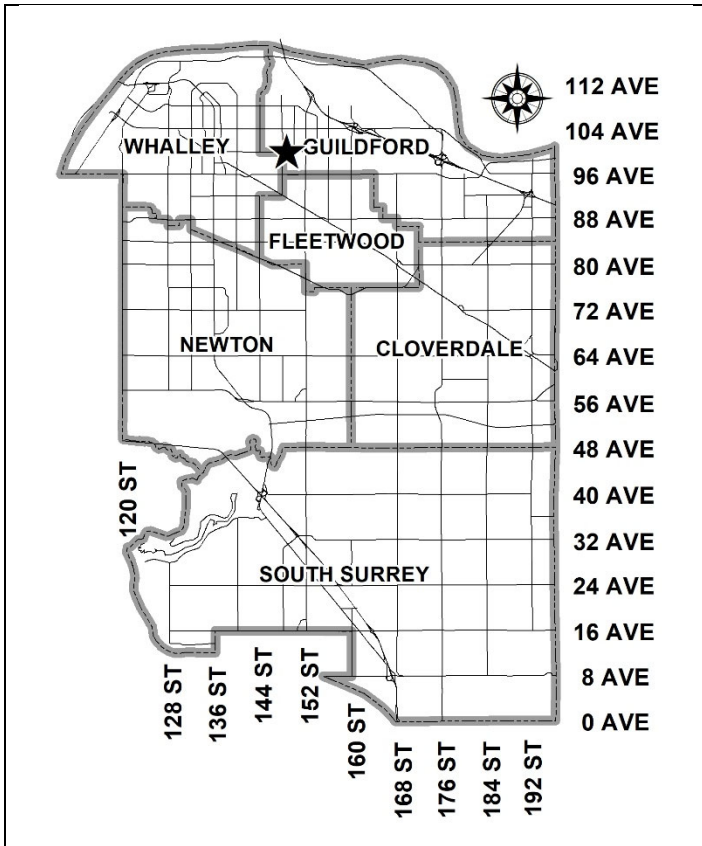 112 AVE
104 AVE
WHALLEY
GUILDFORD
96 AVE
88 AVE
FLEETWOOD
80 AVE
72 AVE
NEWTON
CLOVERDALE
64 AVE
56 AVE
48 AVE
120 ST
40 AVE
32 AVE
SOUTH SURREY
24 AVE
16 AVE
8 AVE
0 AVE
128 ST
136 ST
144 ST
152 ST
160 ST
168 ST
176 ST
184 ST
192 ST